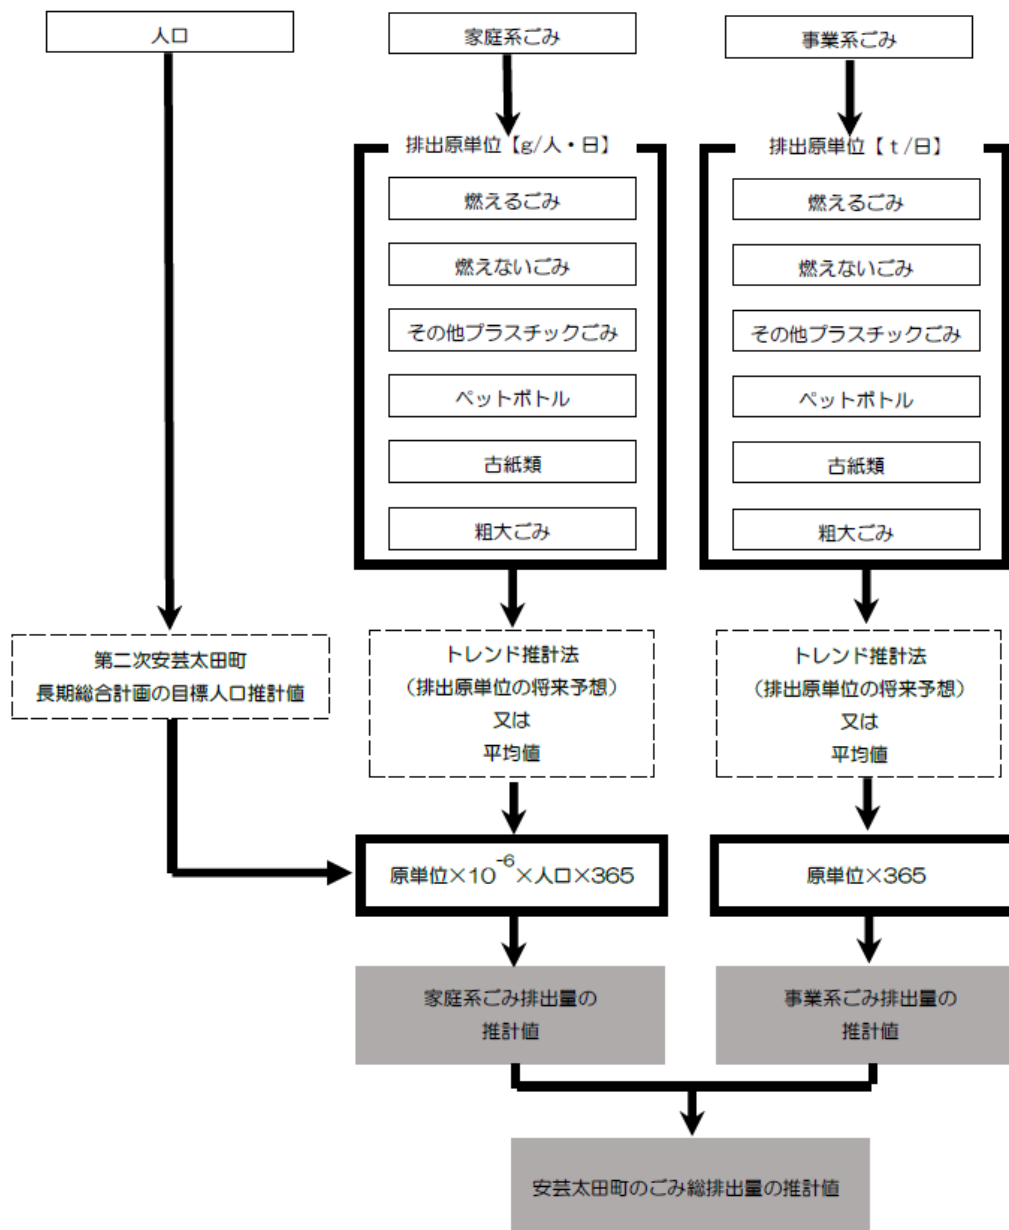 人口
家庭系ごみ
事業系ごみ
排出原単位【g/人・日】
燃えるごみ
燃えないごみ
その他プラスチックごみ
ペットボトル
古紙類
粗大ごみ
排出原単位【ｔ/日】
燃えるごみ
燃えないごみ
その他プラスチックごみ
ペットボトル
古紙類
粗大ごみ
第二次安芸太田町
長期総合計画の目標人口推計値
トレンド推計法
（排出原単位の将来予想）
又は
平均値
トレンド推計法
（排出原単位の将来予想）
又は
平均値
原単位×10⁻⁶×人口×365
原単位×365
家庭系ごみ排出量の
推計値
事業系ごみ排出量の
推計値
安芸太田町のごみ総排出量の推計値